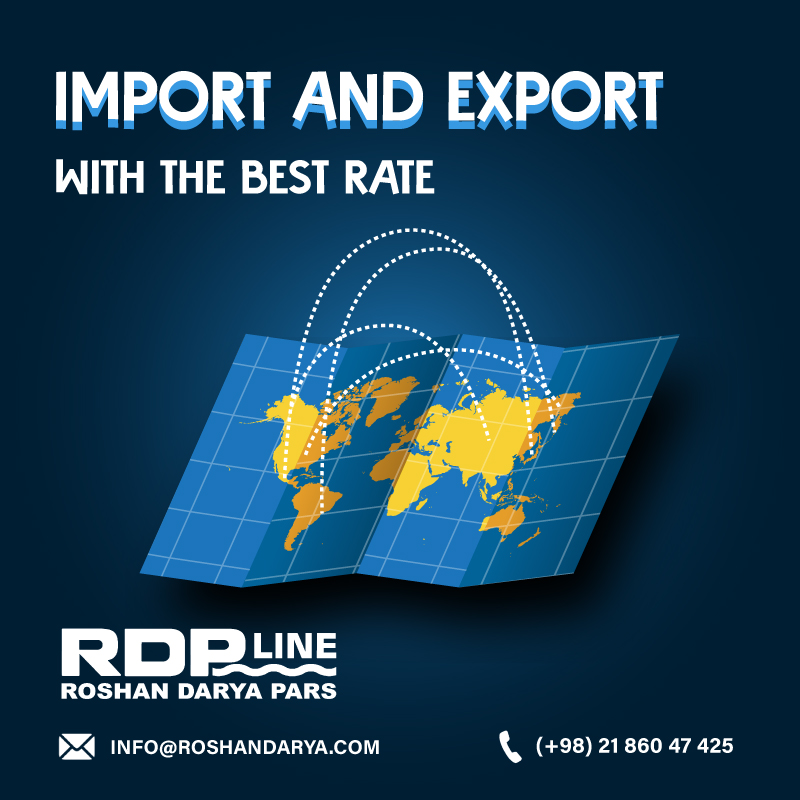 IMPORT AND EXPORT
WITH THE BEST RATE
RDP LINE
ROSHAN DARYA PARS
INFO@ROSHANDARYA.COM
(+98) 21 860 47 425